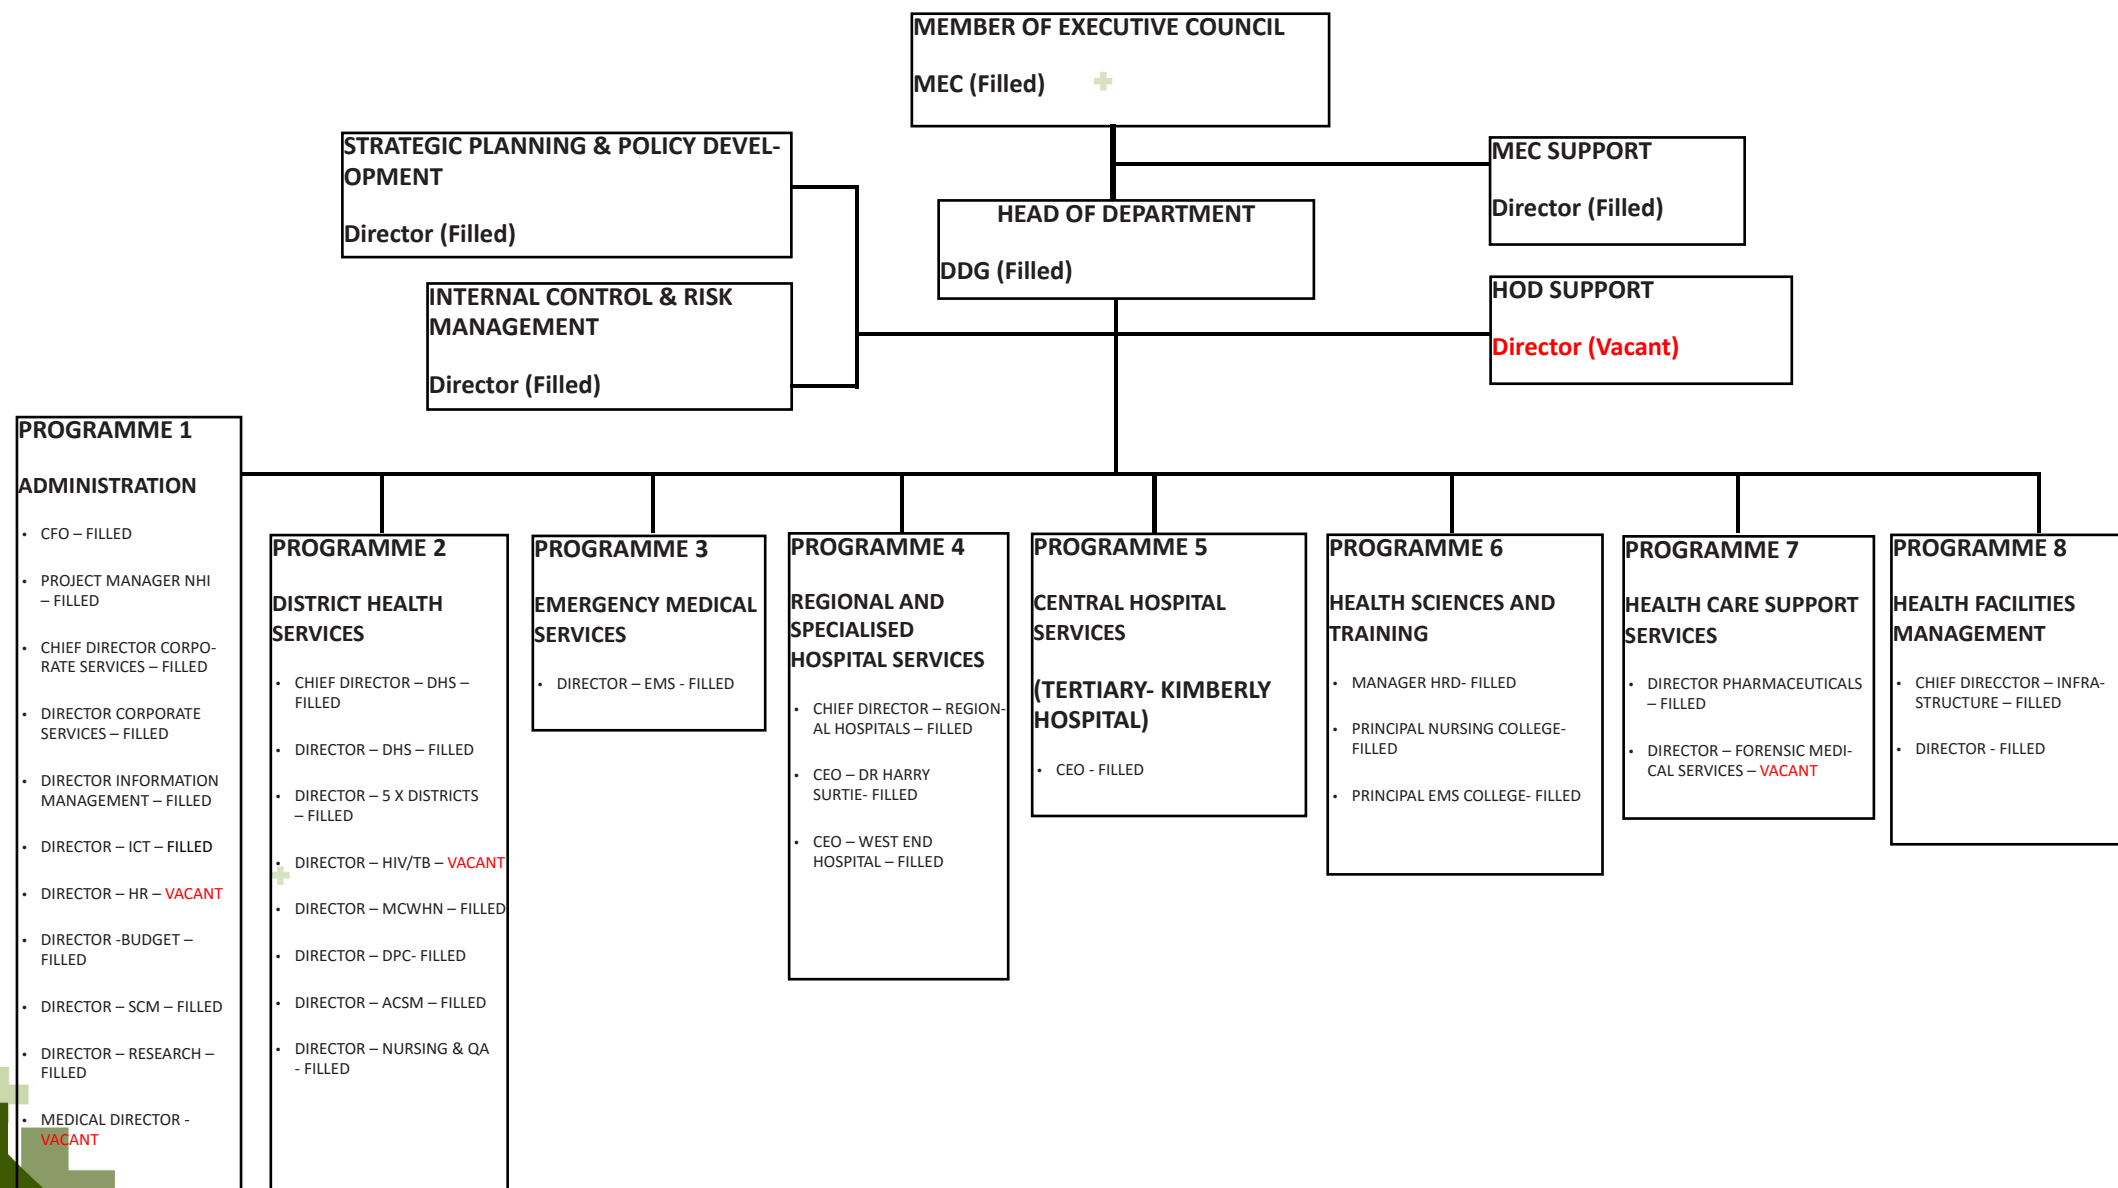 MEMBER OF EXECUTIVE COUNCIL
MEC (Filled)
STRATEGIC PLANNING & POLICY DEVEL-
OPMENT
Director (Filled)
MEC SUPPORT
Director (Filled)
HEAD OF DEPARTMENT
DDG (Filled)
INTERNAL CONTROL & RISK
MANAGEMENT
Director (Filled)
HOD SUPPORT
Director (Vacant)
PROGRAMME 1
ADMINISTRATION
• CFO – FILLED
• PROJECT MANAGER NHI
– FILLED
• CHIEF DIRECTOR CORPO-
RATE SERVICES – FILLED
• DIRECTOR CORPORATE
SERVICES – FILLED
• DIRECTOR INFORMATION
MANAGEMENT – FILLED
• DIRECTOR – ICT – FILLED
• DIRECTOR – HR – VACANT
• DIRECTOR -BUDGET –
FILLED
• DIRECTOR – SCM – FILLED
• DIRECTOR – RESEARCH –
FILLED
• MEDICAL DIRECTOR -
VACANT
PROGRAMME 2
DISTRICT HEALTH
SERVICES
• CHIEF DIRECTOR – DHS –
FILLED
• DIRECTOR – DHS – FILLED
• DIRECTOR – 5 X DISTRICTS
– FILLED
• DIRECTOR – HIV/TB – VACANT
• DIRECTOR – MCWHN – FILLED
• DIRECTOR – DPC- FILLED
• DIRECTOR – ACSM – FILLED
• DIRECTOR – NURSING & QA
- FILLED
PROGRAMME 3
EMERGENCY MEDICAL
SERVICES
• DIRECTOR – EMS - FILLED
PROGRAMME 4
REGIONAL AND
SPECIALISED
HOSPITAL SERVICES
• CHIEF DIRECTOR – REGION-
AL HOSPITALS – FILLED
• CEO – DR HARRY
SURTIE- FILLED
• CEO – WEST END
HOSPITAL – FILLED
PROGRAMME 5
CENTRAL HOSPITAL
SERVICES
(TERTIARY- KIMBERLY
HOSPITAL)
• CEO - FILLED
PROGRAMME 6
HEALTH SCIENCES AND
TRAINING
• MANAGER HRD- FILLED
• PRINCIPAL NURSING COLLEGE-
FILLED
• PRINCIPAL EMS COLLEGE- FILLED
PROGRAMME 7
HEALTH CARE SUPPORT
SERVICES
• DIRECTOR PHARMACEUTICALS
– FILLED
• DIRECTOR – FORENSIC MEDI-
CAL SERVICES – VACANT
PROGRAMME 8
HEALTH FACILITIES
MANAGEMENT
• CHIEF DIRECCTOR – INFRA-
STRUCTURE – FILLED
• DIRECTOR - FILLED